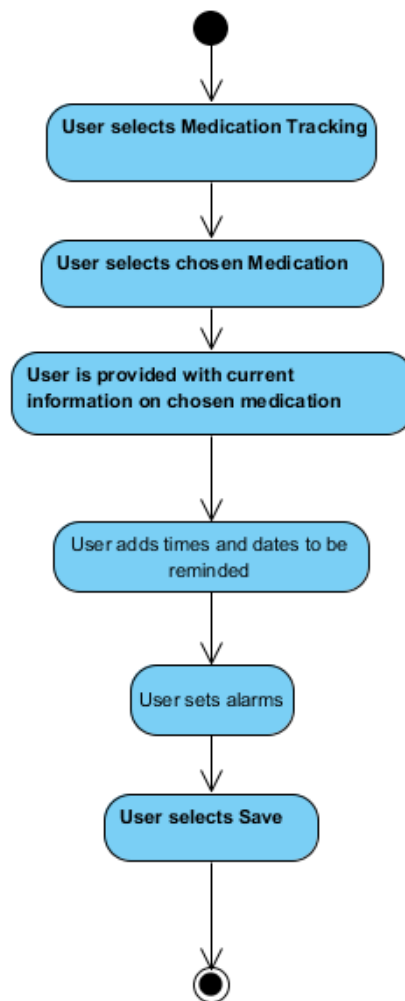 User selects Medication Tracking
User selects chosen Medication
User is provided with current
information on chosen medication
User adds times and dates to be
reminded
User sets alarms
User selects Save